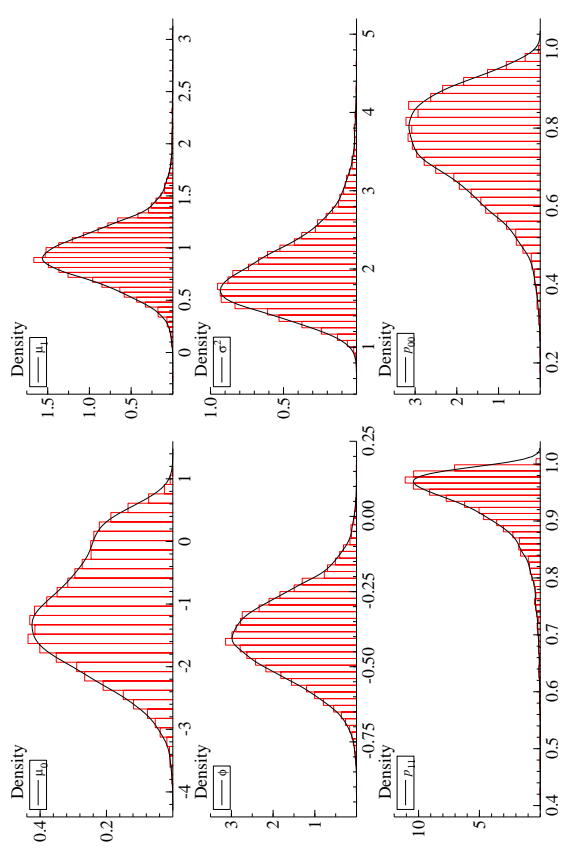 Density
μ₀
0.4
0.2
-4 -3 -2 -1 0 1
Density
μ₁
1.5
1.0
0.5
0 0.5 1 1.5 2 2.5 3
Density
ϕ
3
2
1
-0.75 -0.50 -0.25 0.00 0.25
Density
σ²
1.0
0.5
1 2 3 4 5
Density
p₁₁
10
5
0.4 0.5 0.6 0.7 0.8 0.9 1.0
Density
p₀₀
3
2
1
0.2 0.4 0.6 0.8 1.0